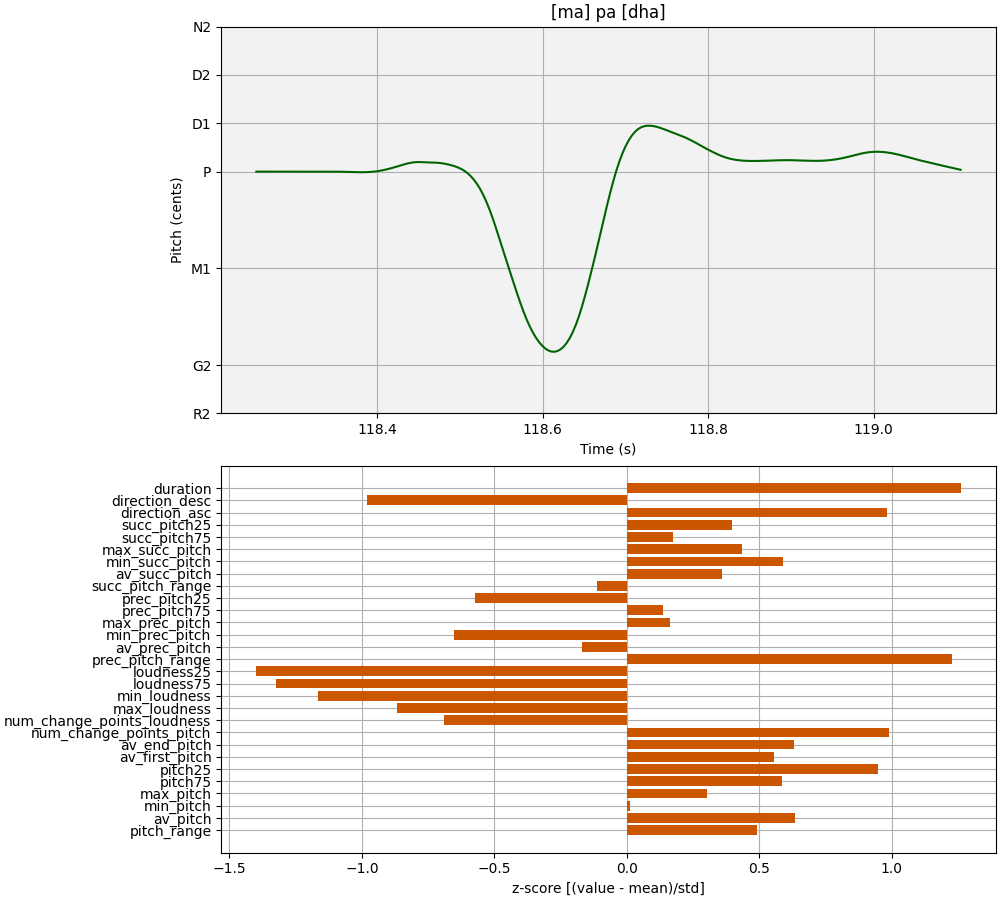 [ma] pa [dha]
N2
D2
D1
P
M1
G2
R2
Pitch (cents)
118.4 118.6 118.8 119.0
Time (s)
duration
direction_desc
direction_asc
succ_pitch25
succ_pitch75
max_succ_pitch
min_succ_pitch
av_succ_pitch
succ_pitch_range
prec_pitch25
prec_pitch75
max_prec_pitch
min_prec_pitch
av_prec_pitch
prec_pitch_range
loudness25
loudness75
min_loudness
max_loudness
num_change_points_loudness
num_change_points_pitch
av_end_pitch
av_first_pitch
pitch25
pitch75
max_pitch
min_pitch
av_pitch
pitch_range
−1.5 −1.0 −0.5 0.0 0.5 1.0
z-score [(value - mean)/std]